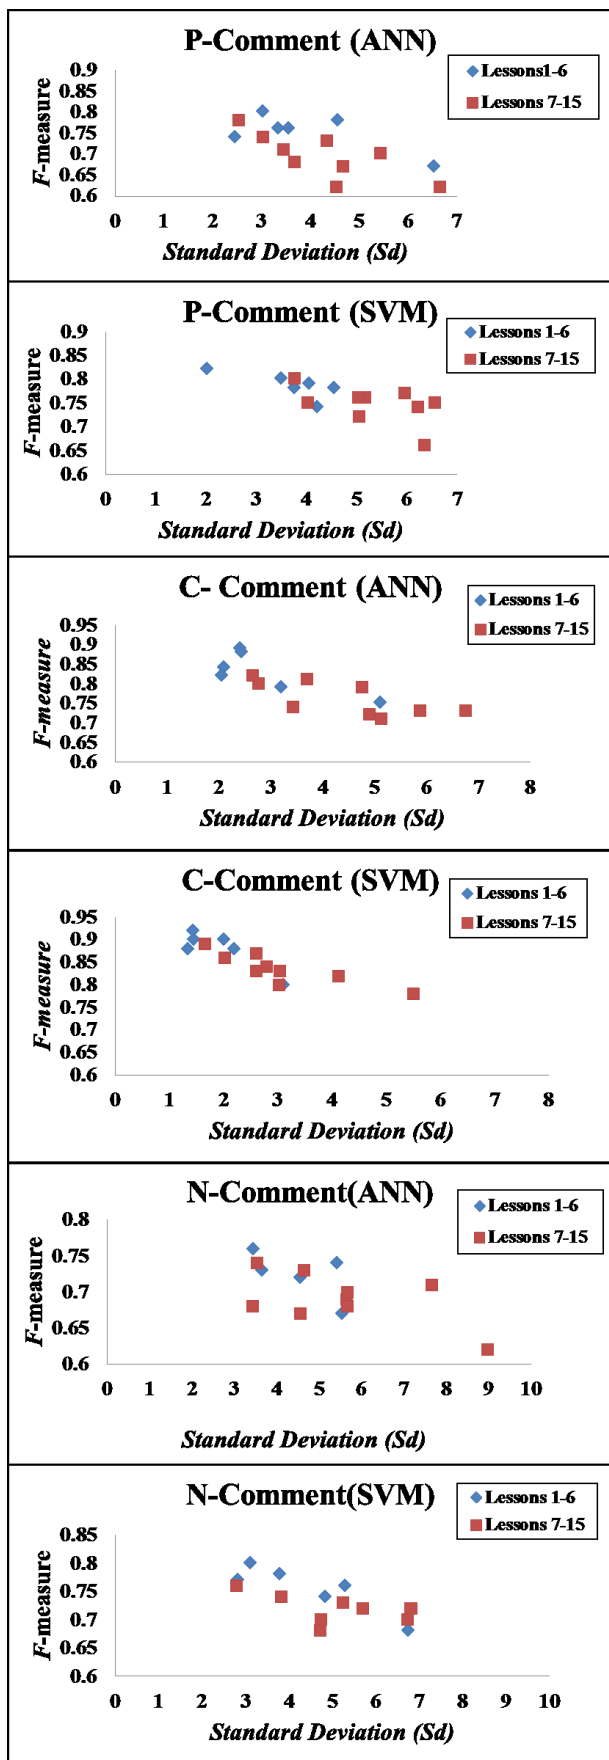 P-Comment (ANN)
Lessons1-6
Lessons 7-15
F-measure
0.9
0.8
0.75
0.7
0.65
0.6
0 1 2 3 4 5 6 7
Standard Deviation (Sd)
P-Comment (SVM)
Lessons 1-6
Lessons 7-15
F-measure
0.9
0.85
0.8
0.75
0.7
0.65
0.6
0 1 2 3 4 5 6 7
Standard Deviation (Sd)
C- Comment (ANN)
Lessons 1-6
Lessons 7-15
F-measure
0.95
0.9
0.85
0.8
0.75
0.7
0.65
0.6
0 1 2 3 4 5 6 7 8
Standard Deviation (Sd)
C-Comment (SVM)
Lessons 1-6
Lessons 7-15
F-measure
0.95
0.9
0.85
0.8
0.75
0.7
0.65
0.6
0 1 2 3 4 5 6 7 8
Standard Deviation (Sd)
N-Comment(ANN)
Lessons 1-6
Lessons 7-15
F-measure
0.8
0.75
0.7
0.65
0.6
0 1 2 3 4 5 6 7 8 9 10
Standard Deviation (Sd)
N-Comment(SVM)
Lessons 1-6
Lessons 7-15
F-measure
0.85
0.8
0.75
0.7
0.65
0.6
0 1 2 3 4 5 6 7 8 9 10
Standard Deviation (Sd)